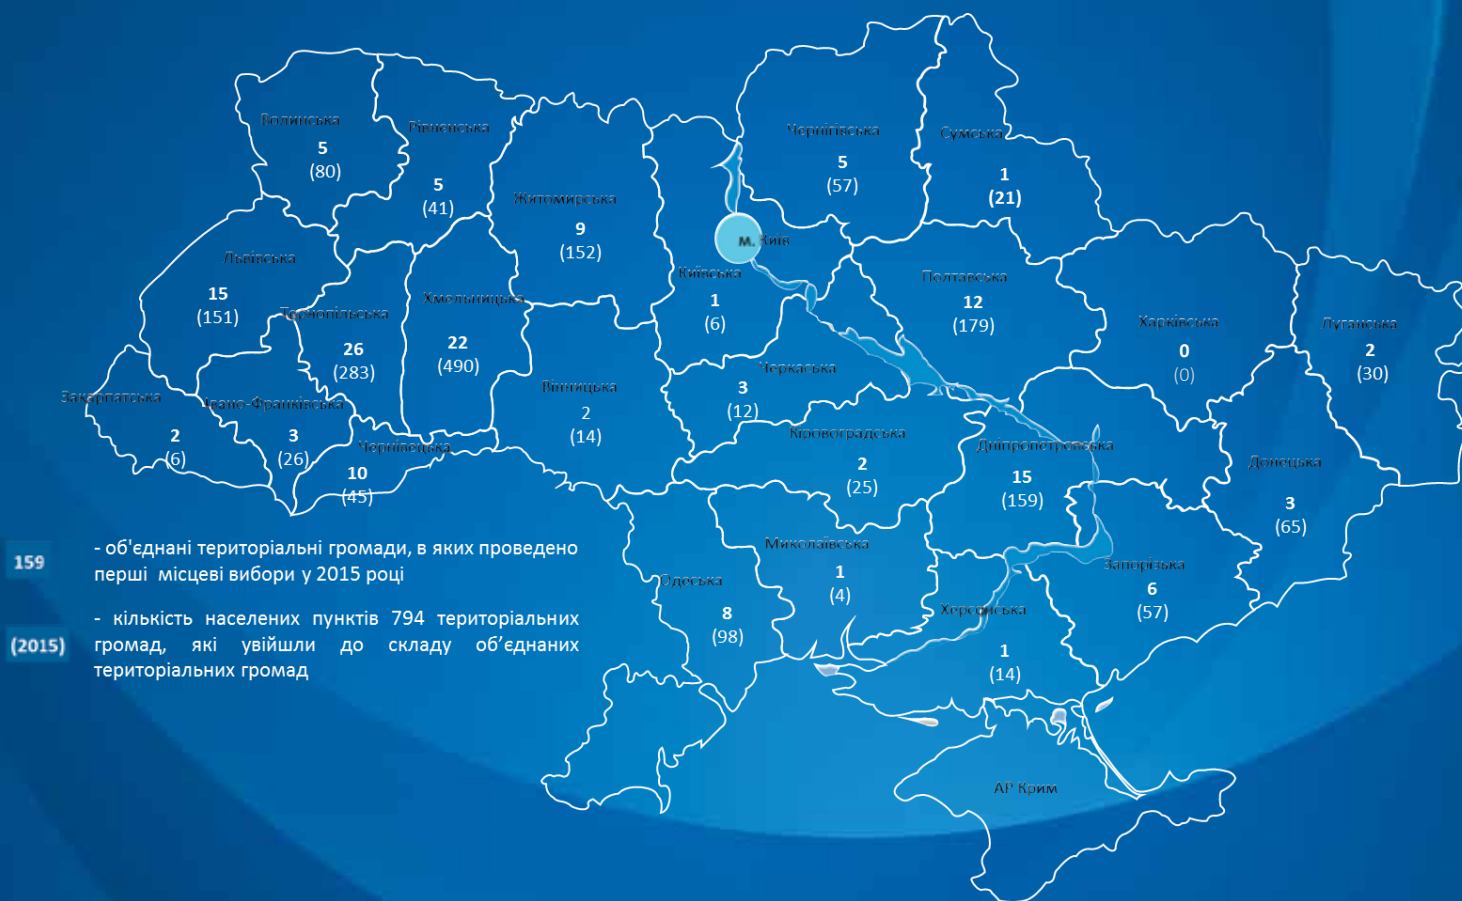 Волинська
5
(80)
Рівненська
5
(41)
Житомирська
9
(152)
Чернігівська
5
(57)
Сумська
1
(21)
м. Київ
Київська
1
(6)
Львівська
15
(151)
Тернопільська
26
(283)
Хмельницька
22
(490)
Полтавська
12
(179)
Харківська
0
(0)
Луганська
2
(30)
Закарпатська
2
(6)
Івано-Франківська
3
(26)
Чернівецька
10
(45)
Вінницька
2
(14)
Черкаська
3
(12)
Кіровоградська
2
(25)
Дніпропетровська
15
(159)
Донецька
3
(65)
Миколаївська
1
(4)
Одеська
8
(98)
Херсонська
1
(14)
Запорізька
6
(57)
АР Крим
159
- об'єднані територіальні громади, в яких проведено
перші місцеві вибори у 2015 році
(2015)
- кількість населених пунктів 794 територіальних
громад, які увійшли до складу об’єднаних
територіальних громад